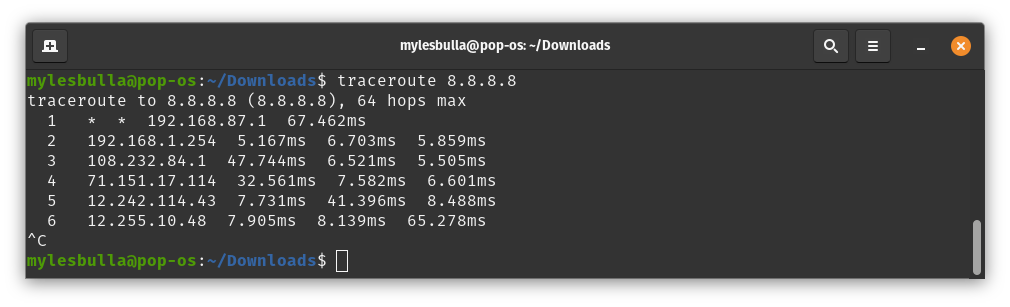 mylesbulla@pop-os: ~/Downloads
mylesbulla@pop-os:~/Downloads$ traceroute 8.8.8.8
traceroute to 8.8.8.8 (8.8.8.8), 64 hops max
  1   *  *  192.168.87.1  67.462ms
  2   192.168.1.254  5.167ms  6.703ms  5.859ms
  3   108.232.84.1  47.744ms  6.521ms  5.505ms
  4   71.151.17.114  32.561ms  7.582ms  6.601ms
  5   12.242.114.43  7.731ms  41.396ms  8.488ms
  6   12.255.10.48  7.905ms  8.139ms  65.278ms
^C
mylesbulla@pop-os:~/Downloads$